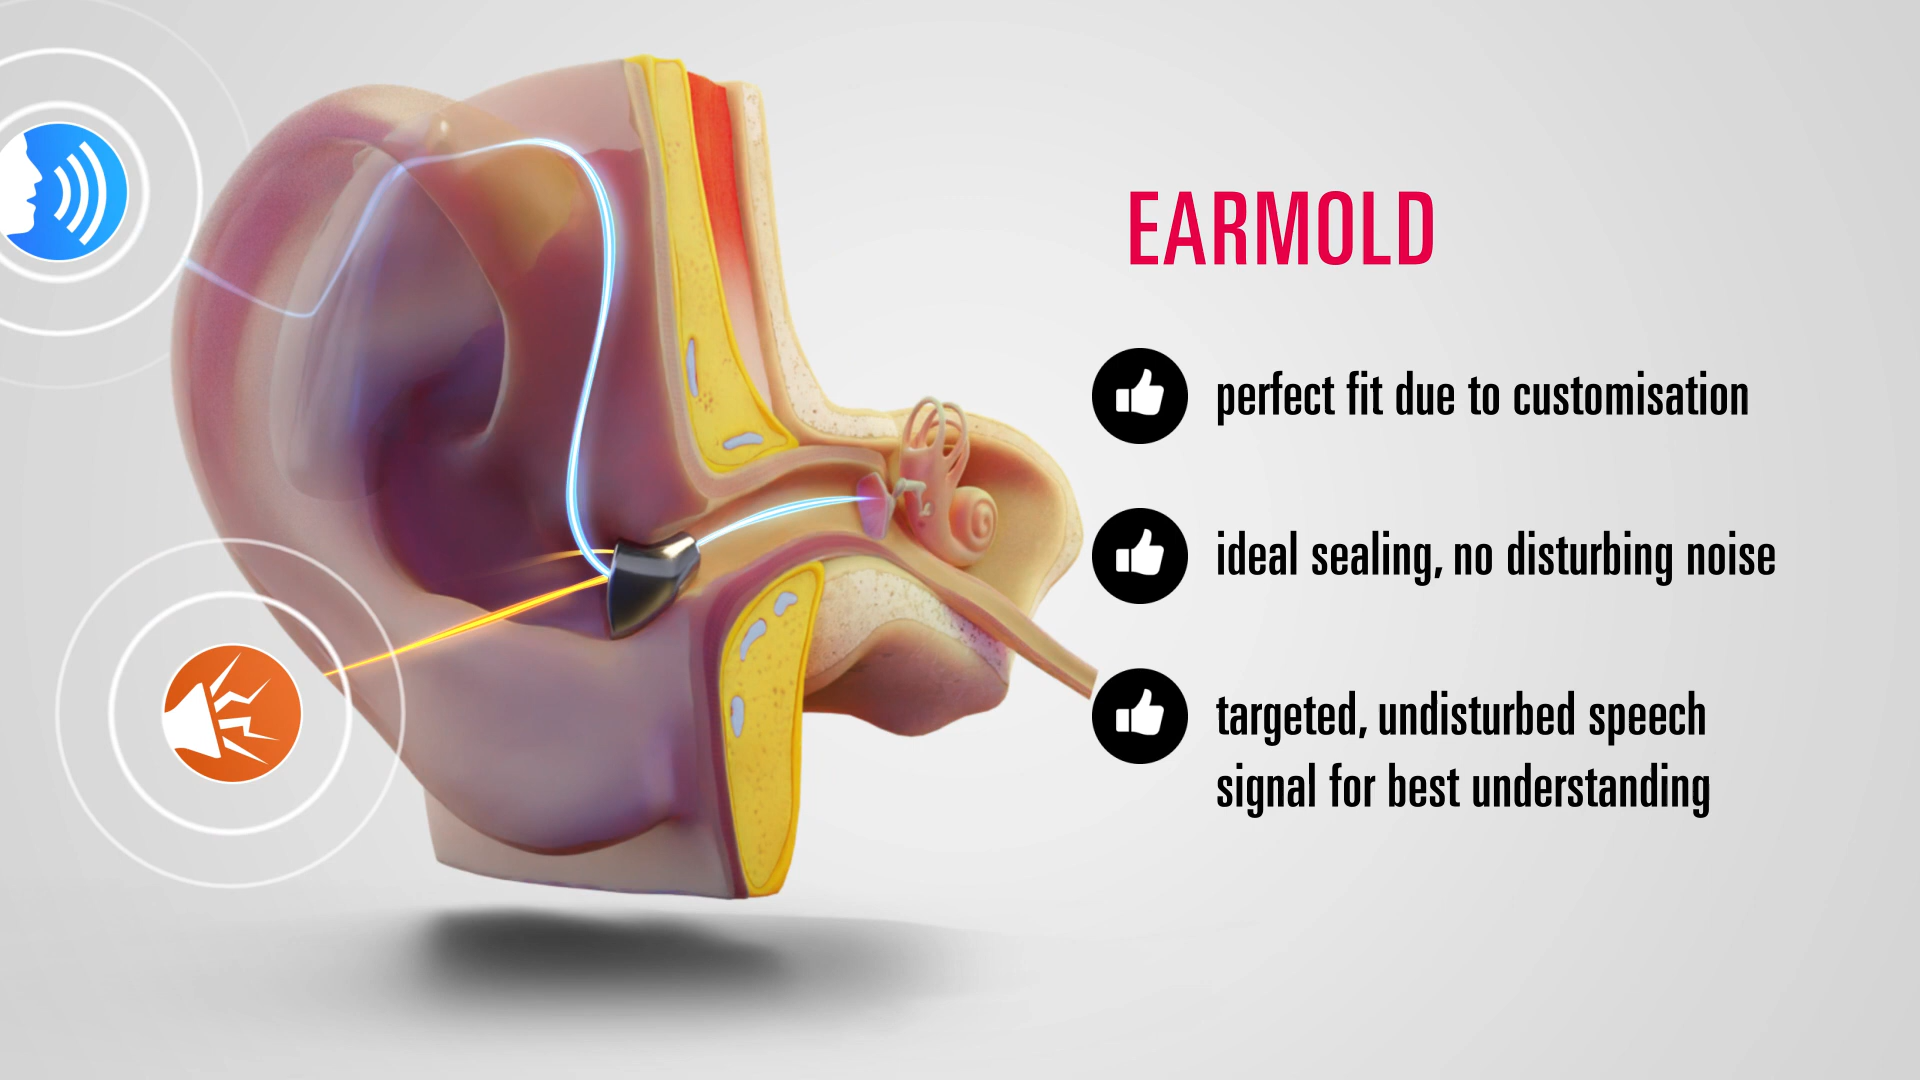 EARMOLD
perfect fit due to customisation
ideal sealing, no disturbing noise
targeted, undisturbed speech
signal for best understanding